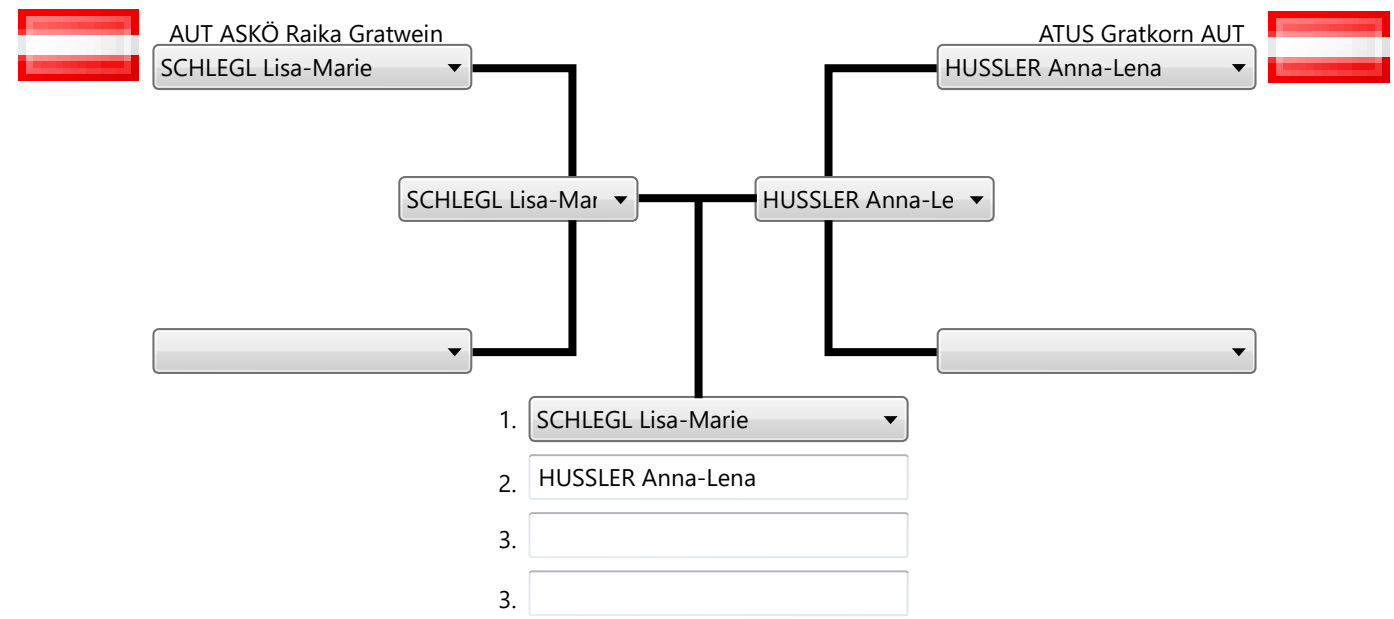 AUT ASKÖ Raika Gratwein
ATUS Gratkorn AUT
SCHLEGL Lisa-Marie
HUSSLER Anna-Lena
SCHLEGL Lisa-Mar
HUSSLER Anna-Le
1. SCHLEGL Lisa-Marie
2. HUSSLER Anna-Lena
3.
3.